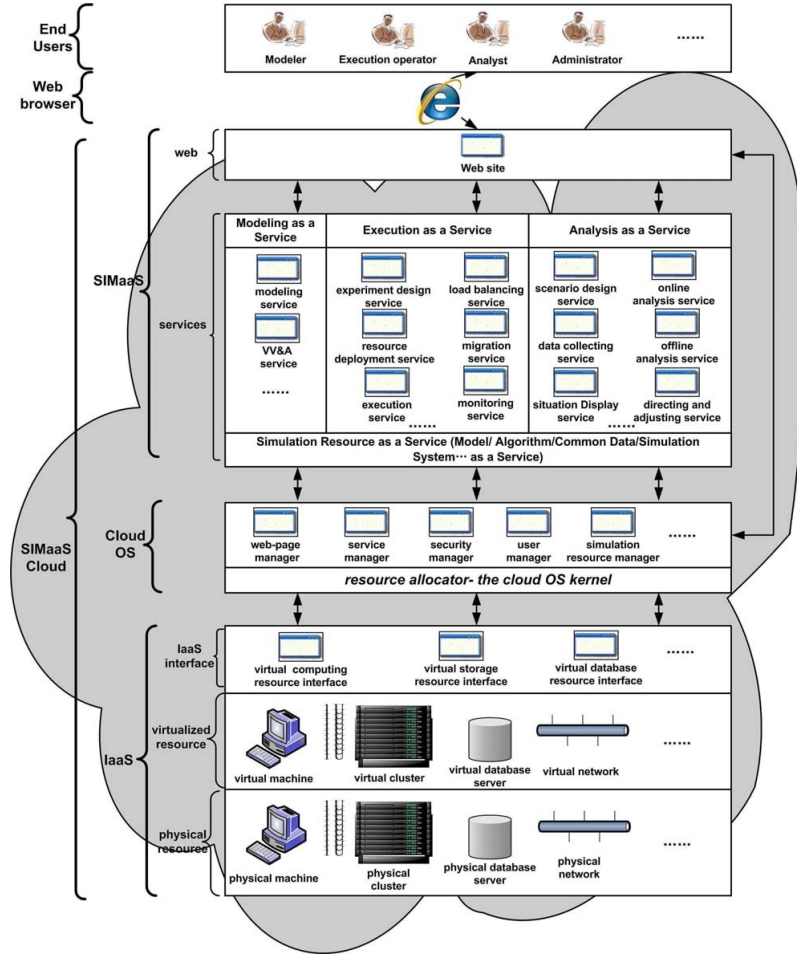 End
Users
Modeler
Execution operator
Analyst
Administrator
……
Web
browser
web
Web site
SIMaaS
services
Modeling as a
Service
Execution as a Service
Analysis as a Service
modeling
service
VV&A
service
……
experiment design
service
load balancing
service
resource
deployment service
migration
service
execution
service
monitoring
service
……
scenario design
service
online
analysis service
data collecting
service
offline
analysis service
situation Display
service
directing and
adjusting service
……
Simulation Resource as a Service (Model/ Algorithm/Common Data/Simulation
System··· as a Service)
SIMaaS
Cloud
Cloud
OS
web-page
manager
service
manager
security
manager
user
manager
simulation
resource manager
……
resource allocator- the cloud OS kernel
IaaS
IaaS
interface
virtual computing
resource interface
virtual storage
resource interface
virtual database
resource interface
……
virtualized
resource
virtual machine
virtual cluster
virtual database
server
virtual network
……
physical
resource
physical machine
physical
cluster
physical database
server
physical
network
……